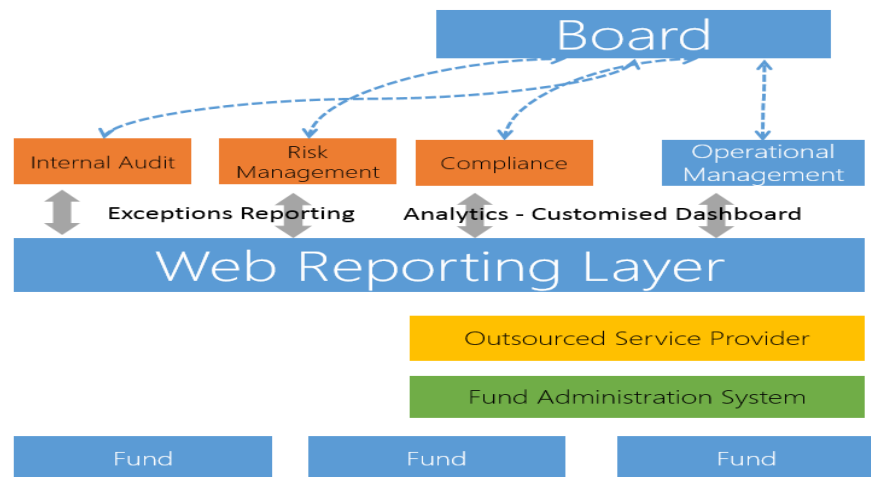 Board
Internal Audit
Risk
Management
Compliance
Operational
Management
Exceptions Reporting
Analytics - Customised Dashboard
Web Reporting Layer
Outsourced Service Provider
Fund Administration System
Fund
Fund
Fund